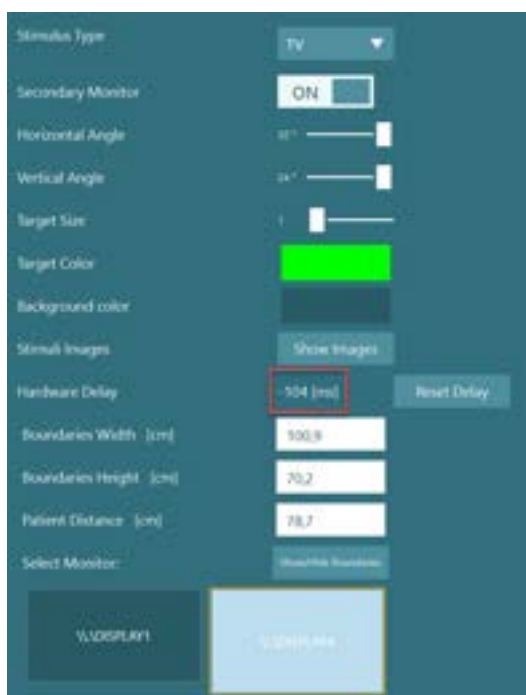 Stimulus Type TV
Secondary Monitor ON
Horizontal Angle
Vertical Angle 24°
Target Size 1
Target Color
Background color
Stimuli Images Show Images
Hardware Delay -104 [ms] Reset Delay
Boundaries Width [cm] 100,9
Boundaries Height [cm] 70,2
Patient Distance [cm] 78,7
Select Monitor: Show/Hide Boundaries
\\.\DISPLAY1